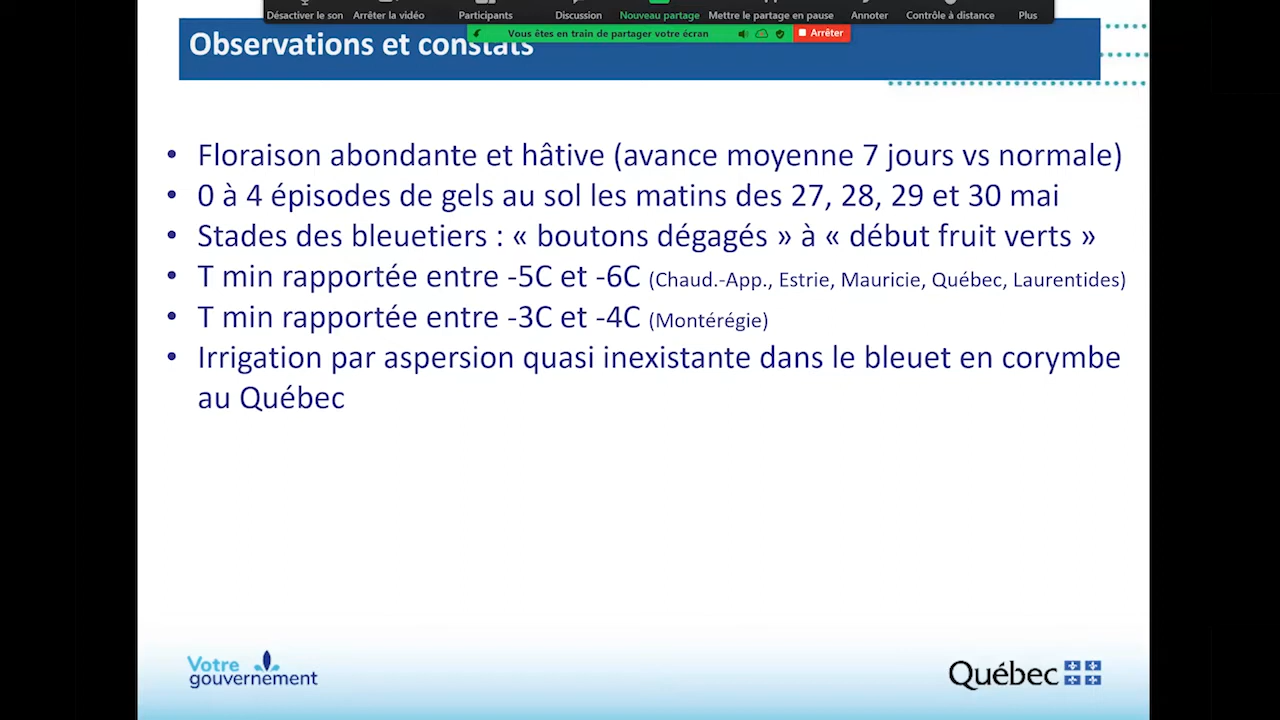 Désactiver le son Arrêter la vidéo Participants Discussion Nouveau partage Mettre le partage en pause Annoter Contrôle à distance Plus
Vous êtes en train de partager votre écran Arrêter
Observations et constats
• Floraison abondante et hâtive (avance moyenne 7 jours vs normale)
• 0 à 4 épisodes de gels au sol les matins des 27, 28, 29 et 30 mai
• Stades des bleuetiers : « boutons dégagés » à « début fruit verts »
• T min rapportée entre -5C et -6C (Chaud.-App., Estrie, Mauricie, Québec, Laurentides)
• T min rapportée entre -3C et -4C (Montérégie)
• Irrigation par aspersion quasi inexistante dans le bleuet en corymbe
au Québec
Votre
gouvernement
Québec